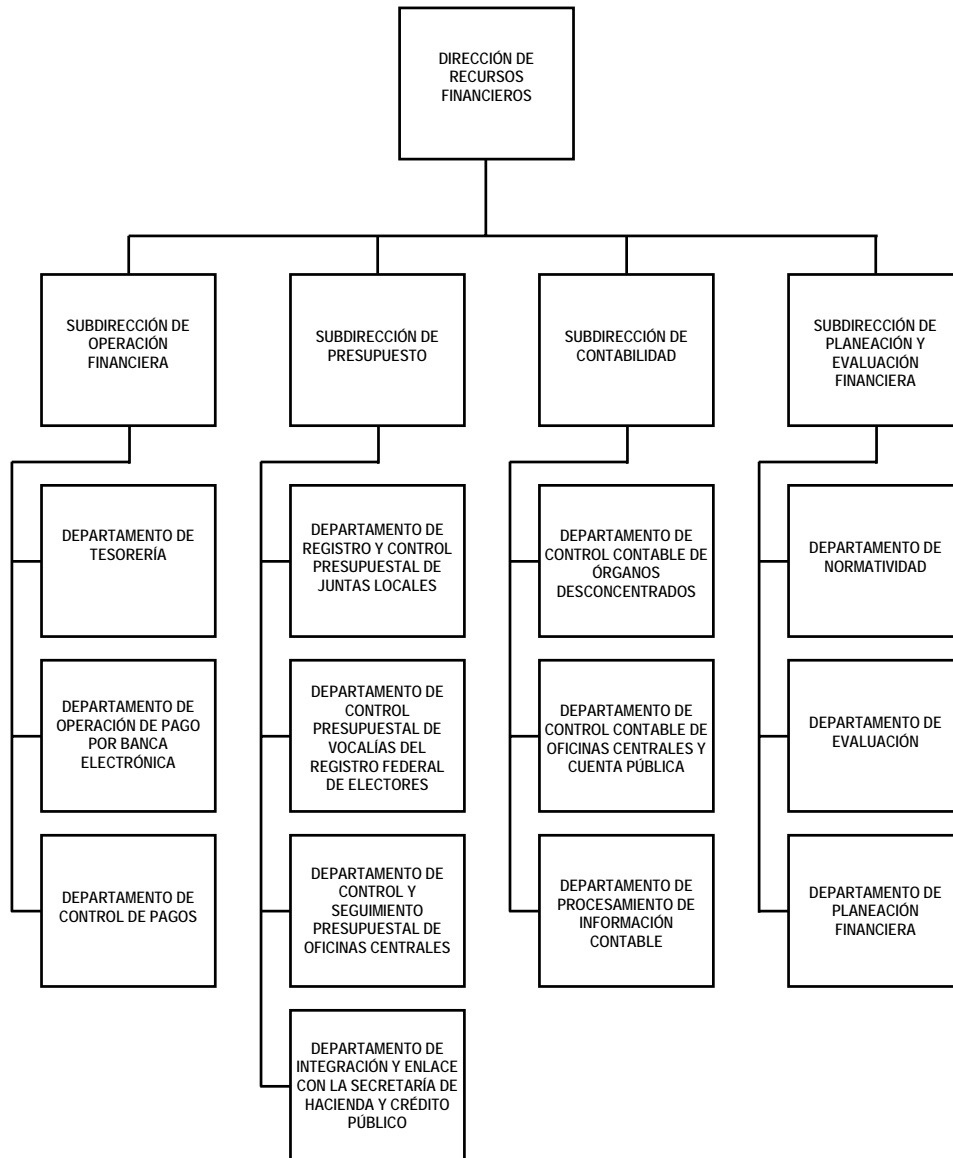 DIRECCIÓN DE
RECURSOS
FINANCIEROS
SUBDIRECCIÓN DE
OPERACIÓN
FINANCIERA
SUBDIRECCIÓN DE
PRESUPUESTO
SUBDIRECCIÓN DE
CONTABILIDAD
SUBDIRECCIÓN DE
PLANEACIÓN Y
EVALUACIÓN
FINANCIERA
DEPARTAMENTO DE
TESORERÍA
DEPARTAMENTO DE
REGISTRO Y CONTROL
PRESUPUESTAL DE
JUNTAS LOCALES
DEPARTAMENTO DE
CONTROL CONTABLE DE
ÓRGANOS
DESCONCENTRADOS
DEPARTAMENTO DE
NORMATIVIDAD
DEPARTAMENTO DE
OPERACIÓN DE PAGO
POR BANCA
ELECTRÓNICA
DEPARTAMENTO DE
CONTROL
PRESUPUESTAL DE
VOCALÍAS DEL
REGISTRO FEDERAL
DE ELECTORES
DEPARTAMENTO DE
CONTROL CONTABLE DE
OFICINAS CENTRALES Y
CUENTA PÚBLICA
DEPARTAMENTO DE
EVALUACIÓN
DEPARTAMENTO DE
CONTROL DE PAGOS
DEPARTAMENTO DE
CONTROL Y
SEGUIMIENTO
PRESUPUESTAL DE
OFICINAS CENTRALES
DEPARTAMENTO DE
PROCESAMIENTO DE
INFORMACIÓN
CONTABLE
DEPARTAMENTO DE
PLANEACIÓN
FINANCIERA
DEPARTAMENTO DE
INTEGRACIÓN Y ENLACE
CON LA SECRETARÍA DE
HACIENDA Y CRÉDITO
PÚBLICO